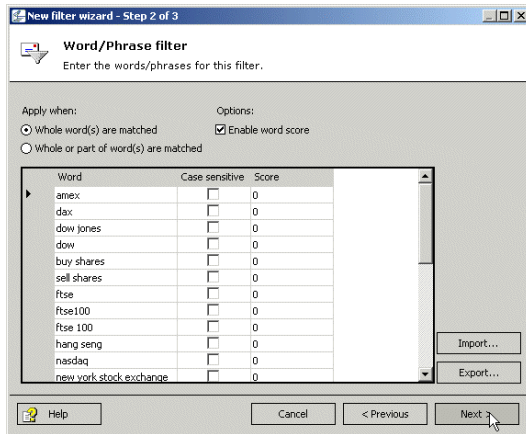 New filter wizard - Step 2 of 3
Word/Phrase filter
Enter the words/phrases for this filter.
Apply when: Options:
Whole word(s) are matched Enable word score
Whole or part of word(s) are matched
Word Case sensitive Score
amex 0
dax 0
dow jones 0
dow 0
buy shares 0
sell shares 0
ftse 0
ftse100 0
ftse 100 0
hang seng 0
nasdaq 0
new york stock exchange 0
Import...
Export...
Help Cancel < Previous Next >